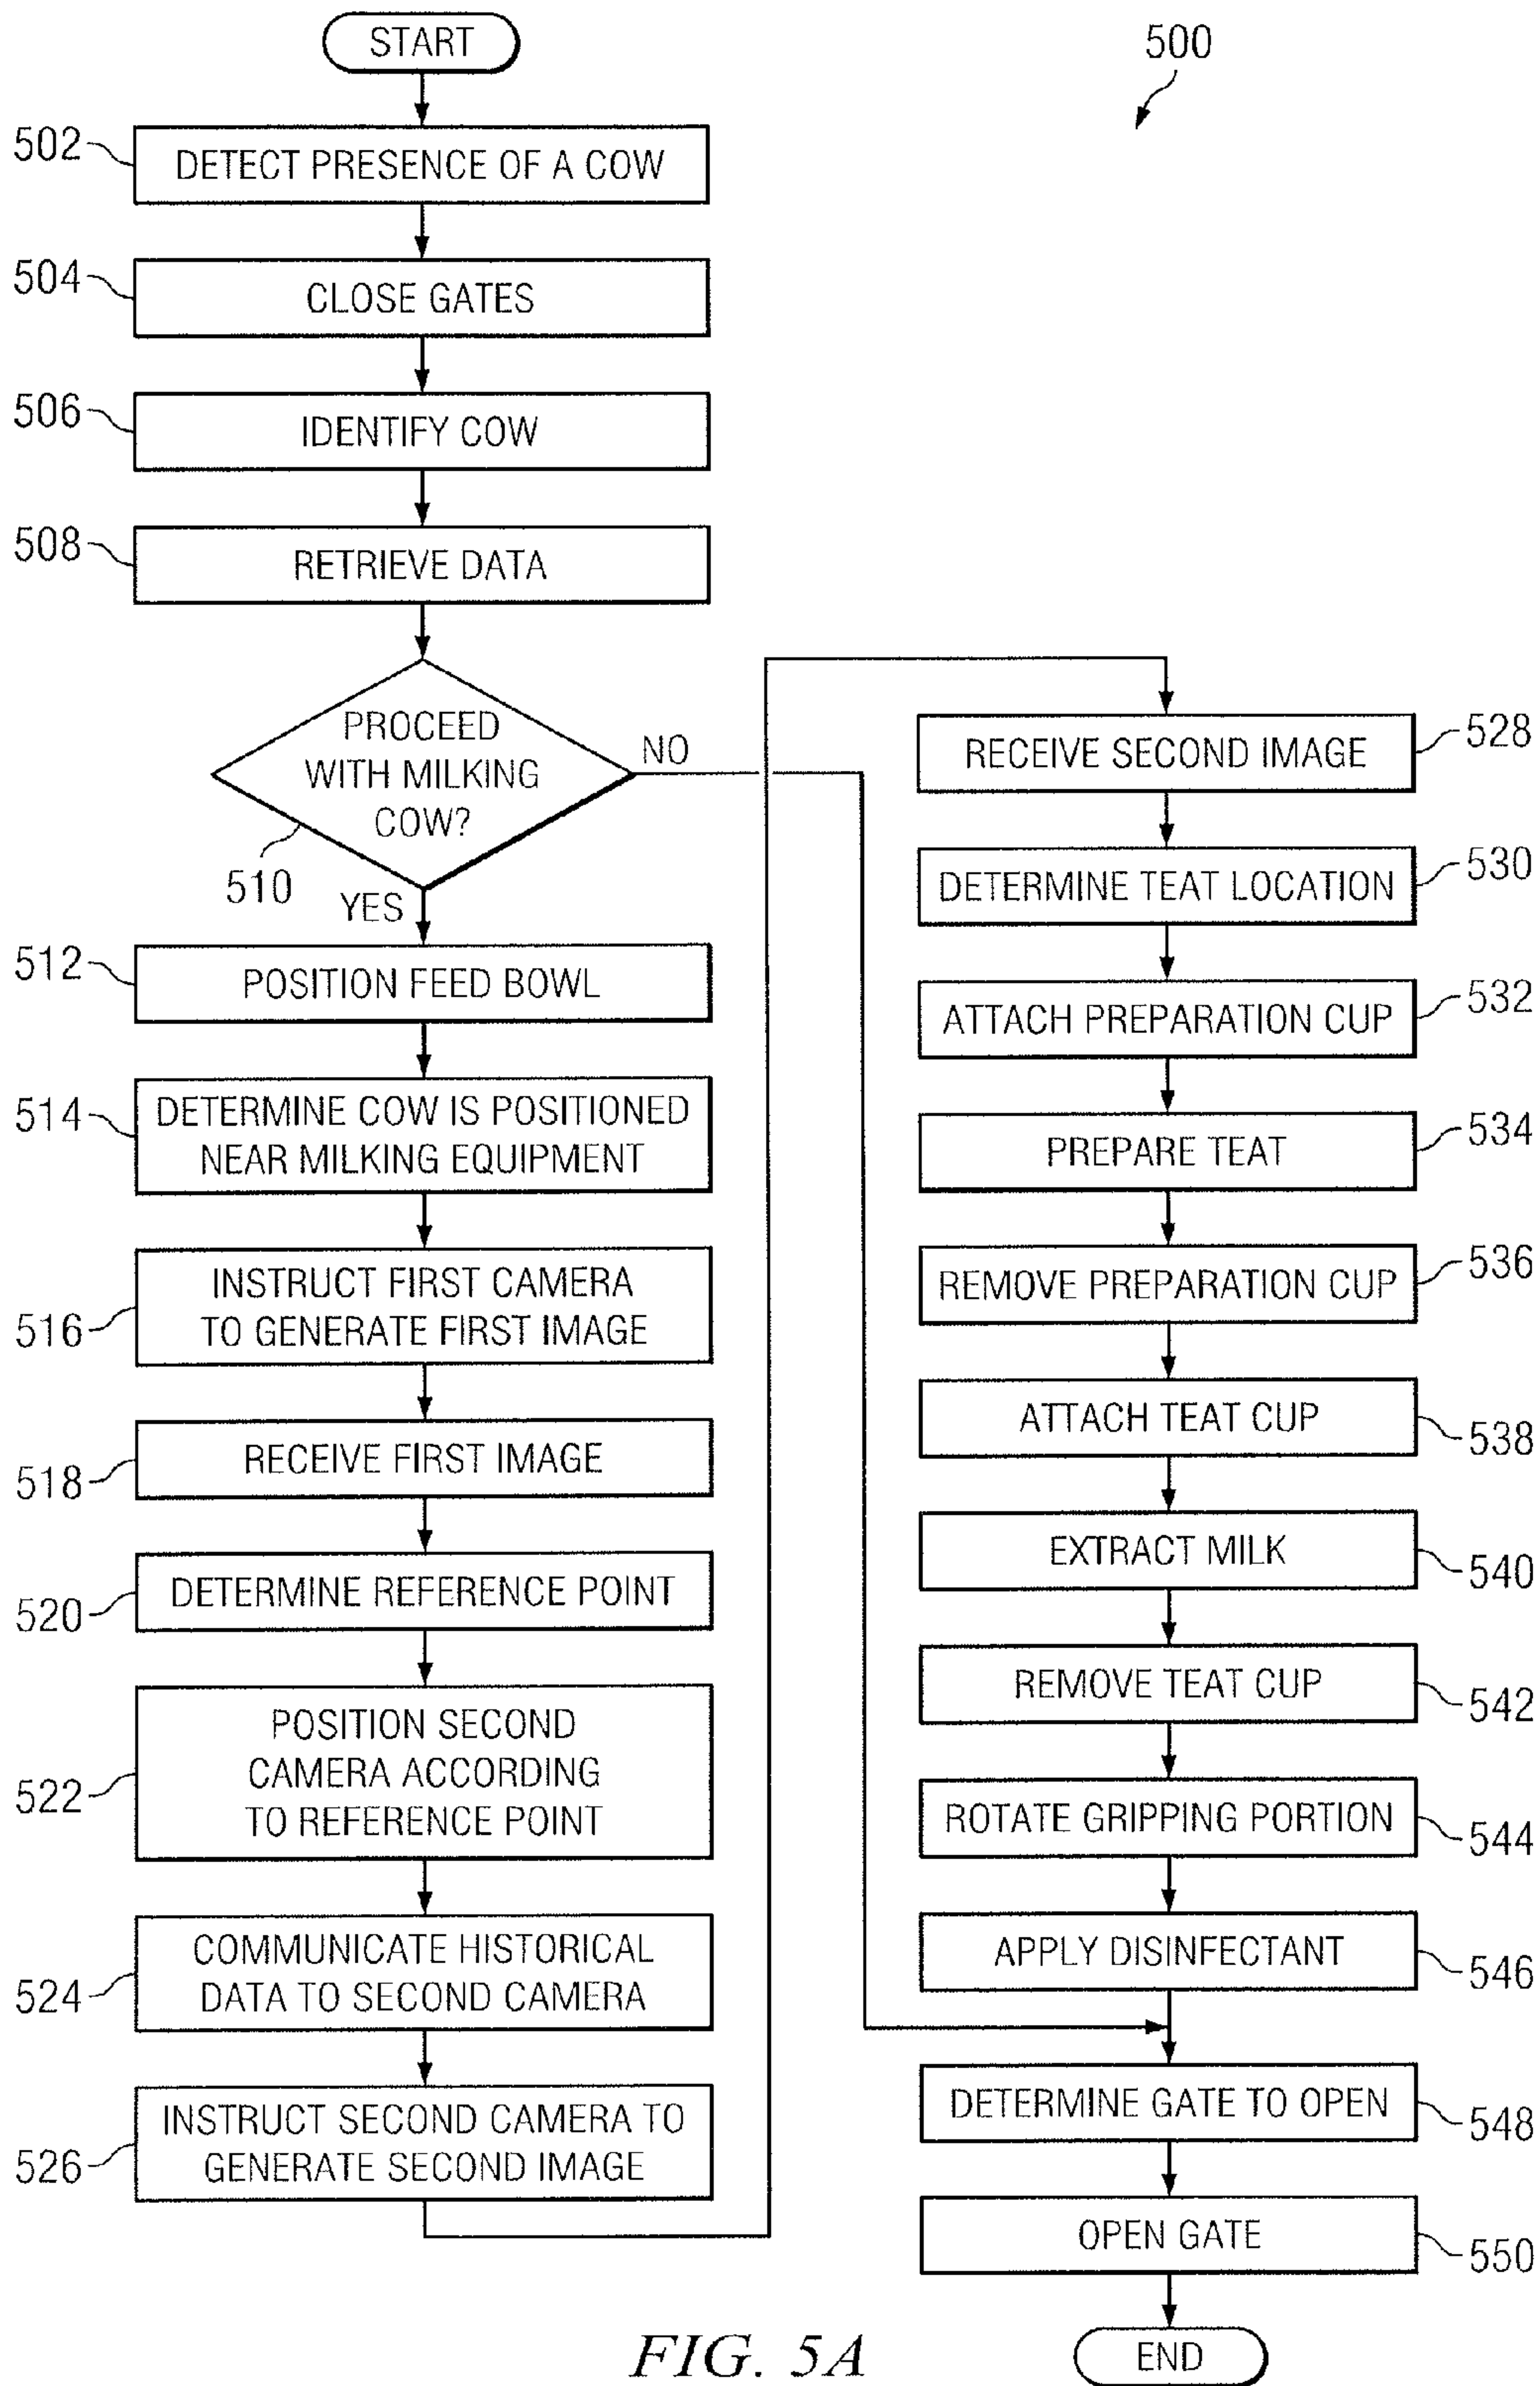 START
500
502
DETECT PRESENCE OF A COW
504
CLOSE GATES
506
IDENTIFY COW
508
RETRIEVE DATA
PROCEED
WITH MILKING
COW?
NO
510
YES
512
POSITION FEED BOWL
514
DETERMINE COW IS POSITIONED
NEAR MILKING EQUIPMENT
516
INSTRUCT FIRST CAMERA
TO GENERATE FIRST IMAGE
518
RECEIVE FIRST IMAGE
520
DETERMINE REFERENCE POINT
522
POSITION SECOND
CAMERA ACCORDING
TO REFERENCE POINT
524
COMMUNICATE HISTORICAL
DATA TO SECOND CAMERA
526
INSTRUCT SECOND CAMERA TO
GENERATE SECOND IMAGE
RECEIVE SECOND IMAGE
528
DETERMINE TEAT LOCATION
530
ATTACH PREPARATION CUP
532
PREPARE TEAT
534
REMOVE PREPARATION CUP
536
ATTACH TEAT CUP
538
EXTRACT MILK
540
REMOVE TEAT CUP
542
ROTATE GRIPPING PORTION
544
APPLY DISINFECTANT
546
DETERMINE GATE TO OPEN
548
OPEN GATE
550
END
FIG. 5A